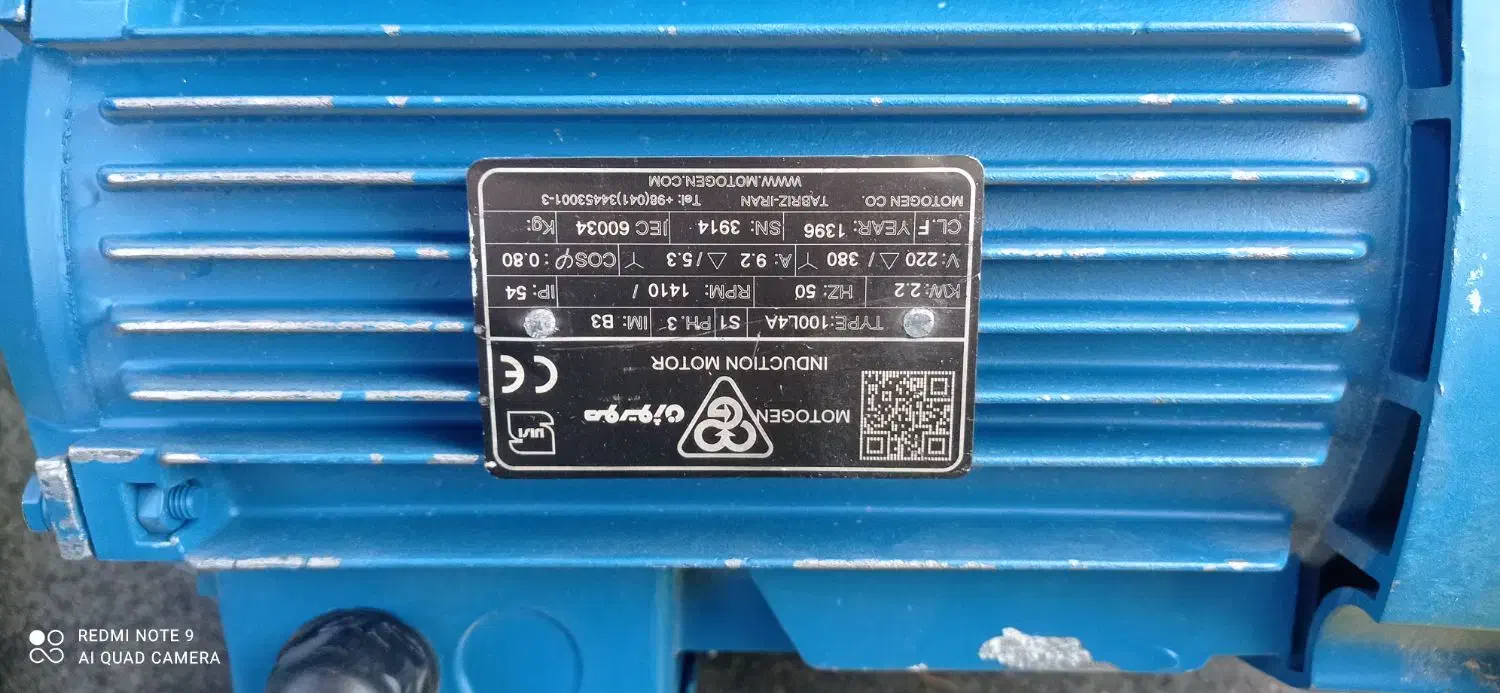 MOTOGEN موتوژن
INDUCTION MOTOR
CE
TYPE:100L4A S1 PH.3 IM: B3
KW:2.2 HZ: 50 RPM: 1410 / IP: 54
V: 220 △ / 380 Y A: 9.2 △ / 5.3 Y COSφ : 0.80
CL.F YEAR: 1396 SN: 3914 IEC 60034 Kg:
MOTOGEN CO. TABRIZ-IRAN Tel: +98(041)34453001-3
WWW.MOTOGEN.COM
REDMI NOTE 9
AI QUAD CAMERA